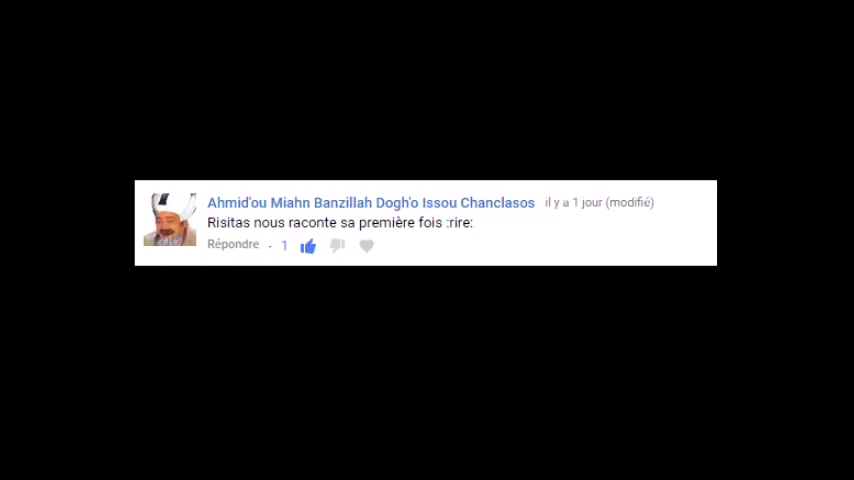 Ahmid'ou Miahn Banzillah Dogh'o Issou Chanclasos il y a 1 jour (modifié)
Risitas nous raconte sa première fois :rire:
Répondre · 1